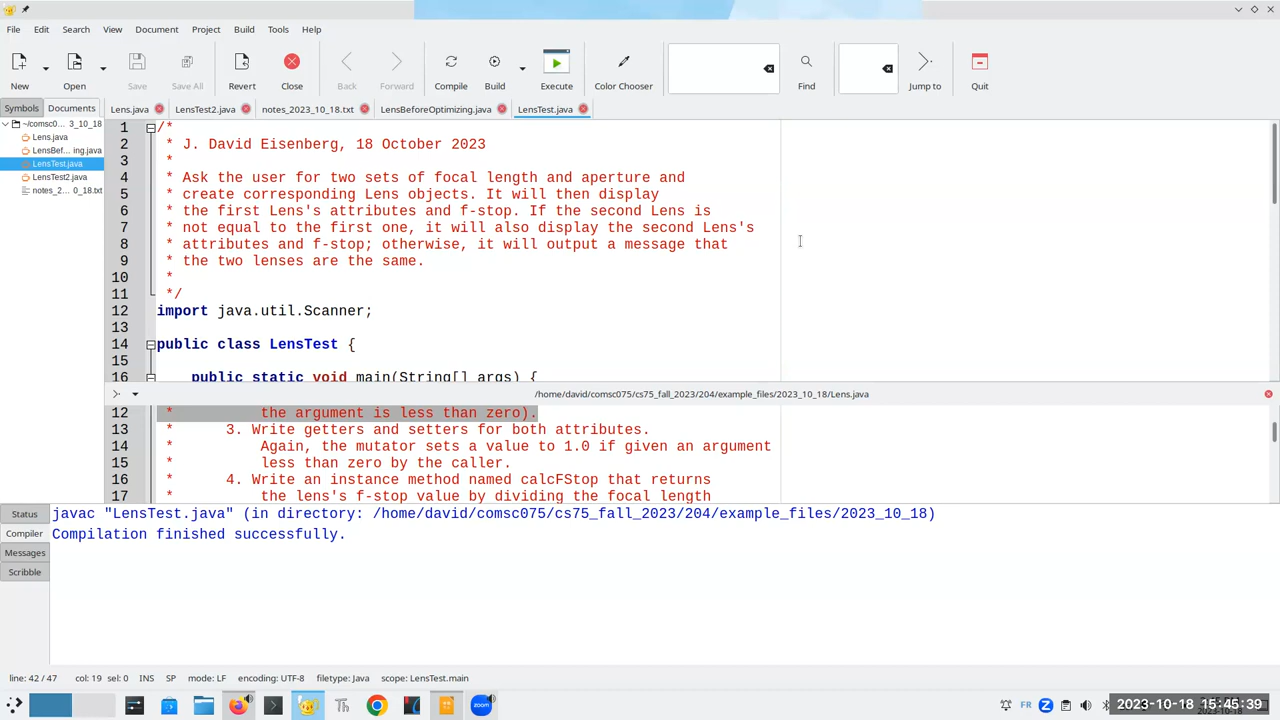 File Edit Search View Document Project Build Tools Help
New Open Save Save All Revert Close Back Forward Compile Build Execute Color Chooser Find Jump to Quit
Symbols Documents Lens.java LensTest2.java notes_2023_10_18.txt LensBeforeOptimizing.java LensTest.java
~/comsc0… 3_10_18
Lens.java
LensBef… ing.java
LensTest.java
LensTest2.java
notes_2… 0_18.txt
1 /*
2 * J. David Eisenberg, 18 October 2023
3 *
4 * Ask the user for two sets of focal length and aperture and
5 * create corresponding Lens objects. It will then display
6 * the first Lens's attributes and f-stop. If the second Lens is
7 * not equal to the first one, it will also display the second Lens's
8 * attributes and f-stop; otherwise, it will output a message that
9 * the two lenses are the same.
10 *
11 */
12 import java.util.Scanner;
13
14 public class LensTest {
15
16 public static void main(String[] args) {
/home/david/comsc075/cs75_fall_2023/204/example_files/2023_10_18/Lens.java
12 * the argument is less than zero).
13 * 3. Write getters and setters for both attributes.
14 * Again, the mutator sets a value to 1.0 if given an argument
15 * less than zero by the caller.
16 * 4. Write an instance method named calcFStop that returns
17 * the lens's f-stop value by dividing the focal length
Status
Compiler
Messages
Scribble
javac "LensTest.java" (in directory: /home/david/comsc075/cs75_fall_2023/204/example_files/2023_10_18)
Compilation finished successfully.
line: 42 / 47 col: 19 sel: 0 INS SP mode: LF encoding: UTF-8 filetype: Java scope: LensTest.main
Th zoom FR Z 2023-10-18 15:45:39